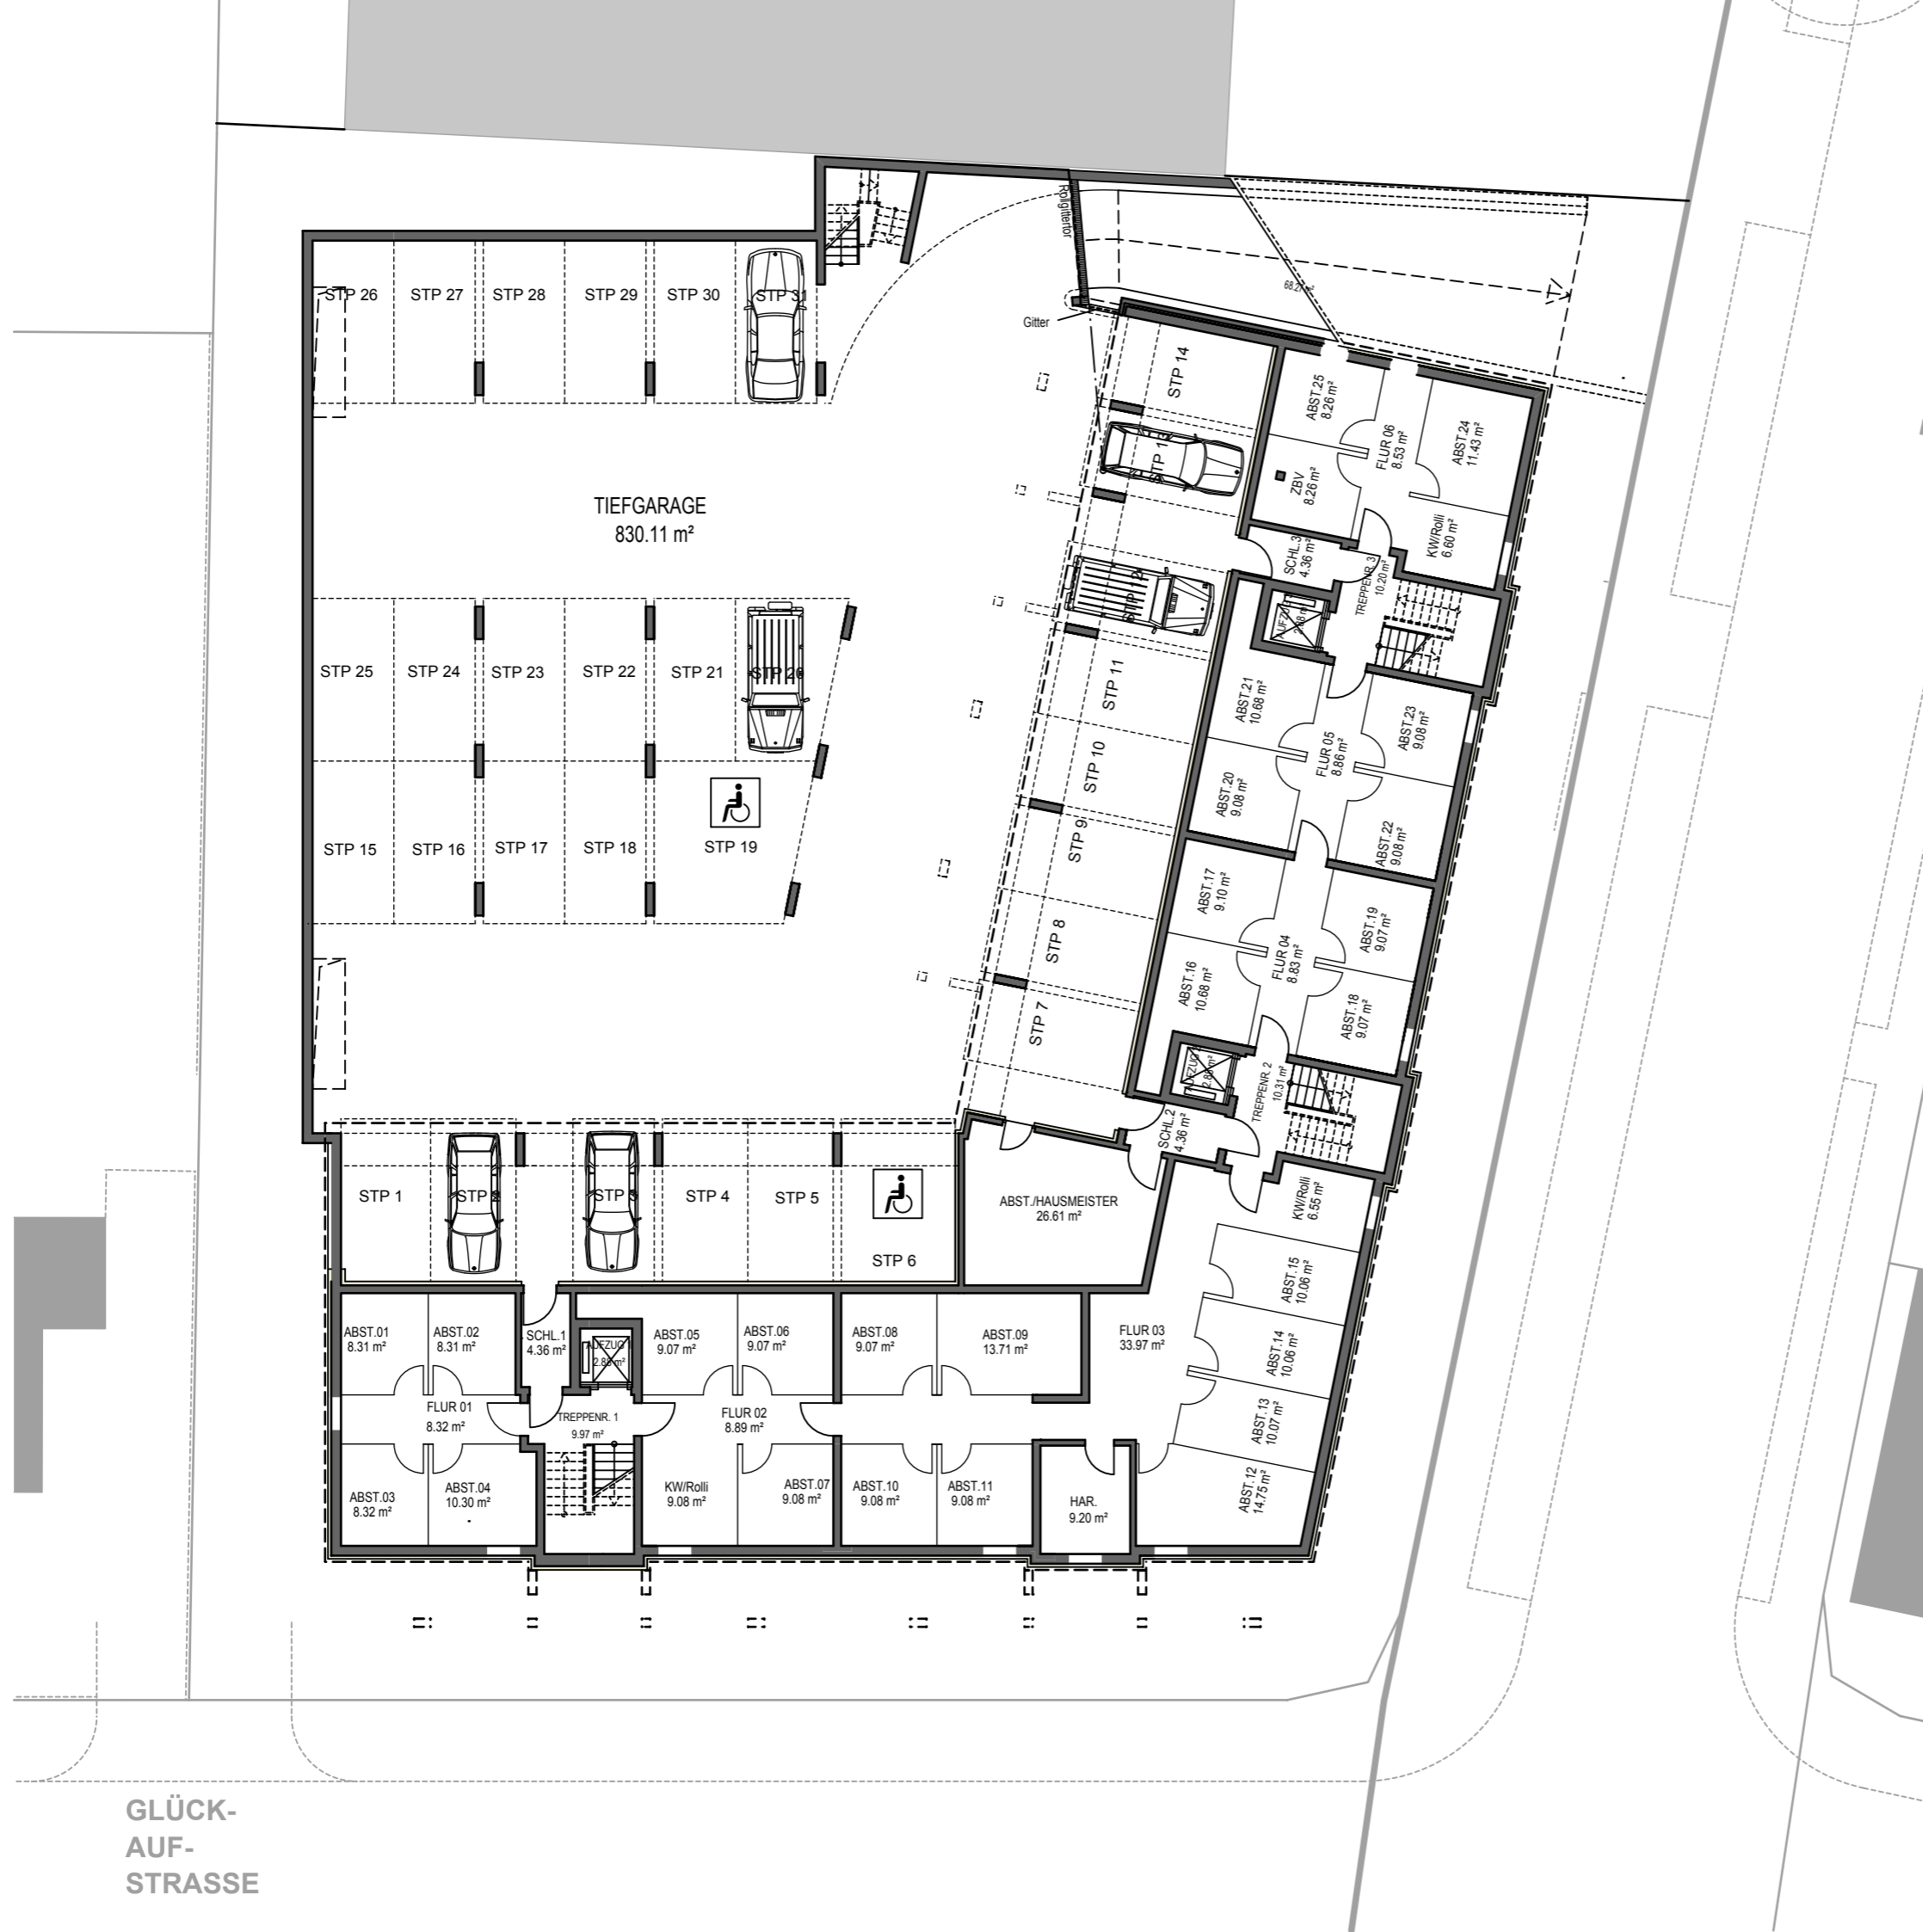 Rollgittertor
68.27 m²
Gitter
STP 26
STP 27
STP 28
STP 29
STP 30
STP 31
STP 14
ABST.25
8.26 m²
FLUR 06
8.53 m²
ABST.24
11.43 m²
ZBV
8.26 m²
KW/Rolli
6.60 m²
TIEFGARAGE
830.11 m²
SCHL.3
4.36 m²
TREPPENR. 3
10.20 m²
STP 12
STP 25
STP 24
STP 23
STP 22
STP 21
STP 20
STP 11
ABST.21
10.68 m²
ABST.23
9.08 m²
FLUR 05
8.86 m²
STP 10
ABST.20
9.08 m²
ABST.22
9.08 m²
STP 15
STP 16
STP 17
STP 18
STP 19
STP 9
ABST.17
9.10 m²
ABST.19
9.07 m²
STP 8
FLUR 04
8.83 m²
ABST.16
10.68 m²
ABST.18
9.07 m²
STP 7
AUFZUG
TREPPENR. 2
10.31 m²
SCHL.2
4.36 m²
STP 1
STP 2
STP 3
STP 4
STP 5
STP 6
ABST./HAUSMEISTER
26.61 m²
KW/Rolli
6.55 m²
ABST.15
10.06 m²
ABST.14
10.06 m²
ABST.13
10.07 m²
ABST.12
14.75 m²
ABST.01
8.31 m²
ABST.02
8.31 m²
SCHL.1
4.36 m²
AUFZUG
ABST.05
9.07 m²
ABST.06
9.07 m²
ABST.08
9.07 m²
ABST.09
13.71 m²
FLUR 03
33.97 m²
FLUR 01
8.32 m²
TREPPENR. 1
9.97 m²
FLUR 02
8.89 m²
ABST.03
8.32 m²
ABST.04
10.30 m²
KW/Rolli
9.08 m²
ABST.07
9.08 m²
ABST.10
9.08 m²
ABST.11
9.08 m²
HAR.
9.20 m²
GLÜCK-
AUF-
STRASSE